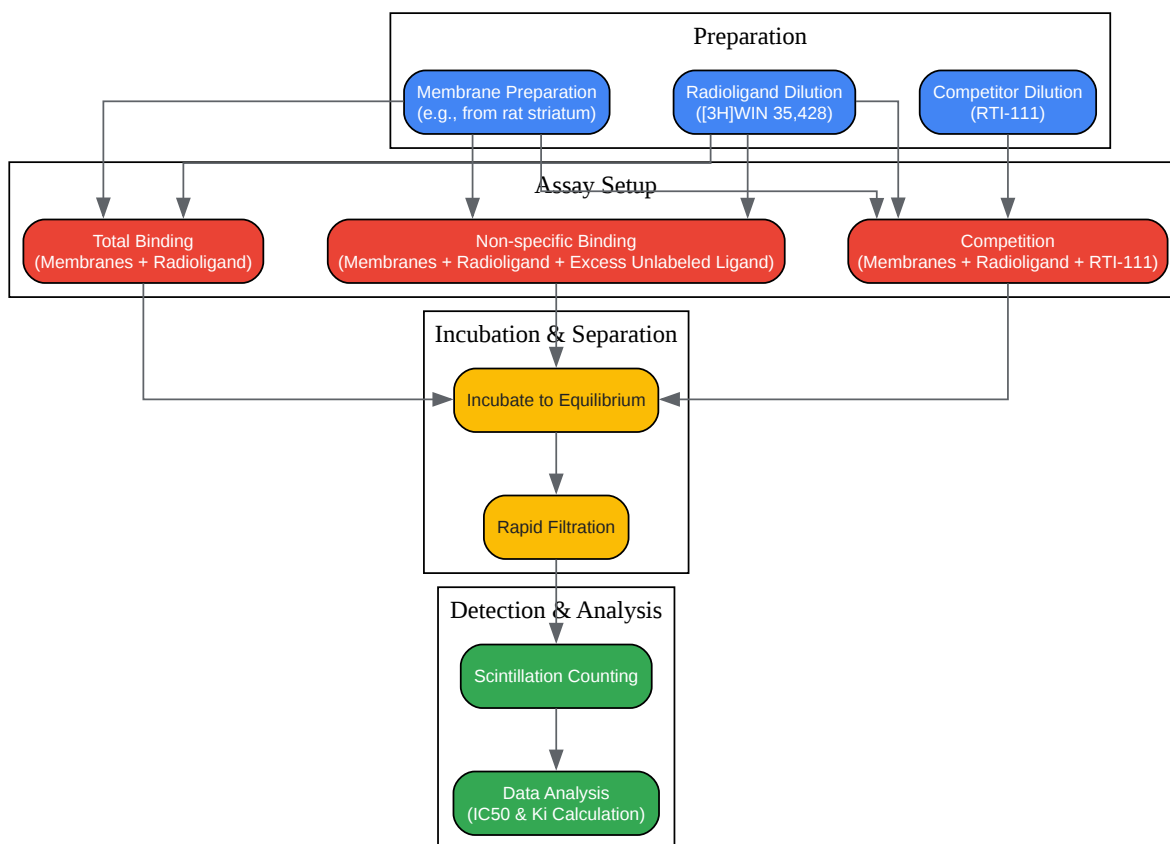 Preparation
Membrane Preparation
(e.g., from rat striatum)
Radioligand Dilution
([3H]WIN 35,428)
Competitor Dilution
(RTI-111)
Assay Setup
Total Binding
(Membranes + Radioligand)
Non-specific Binding
(Membranes + Radioligand + Excess Unlabeled Ligand)
Competition
(Membranes + Radioligand + RTI-111)
Incubation & Separation
Incubate to Equilibrium
Rapid Filtration
Detection & Analysis
Scintillation Counting
Data Analysis
(IC50 & Ki Calculation)